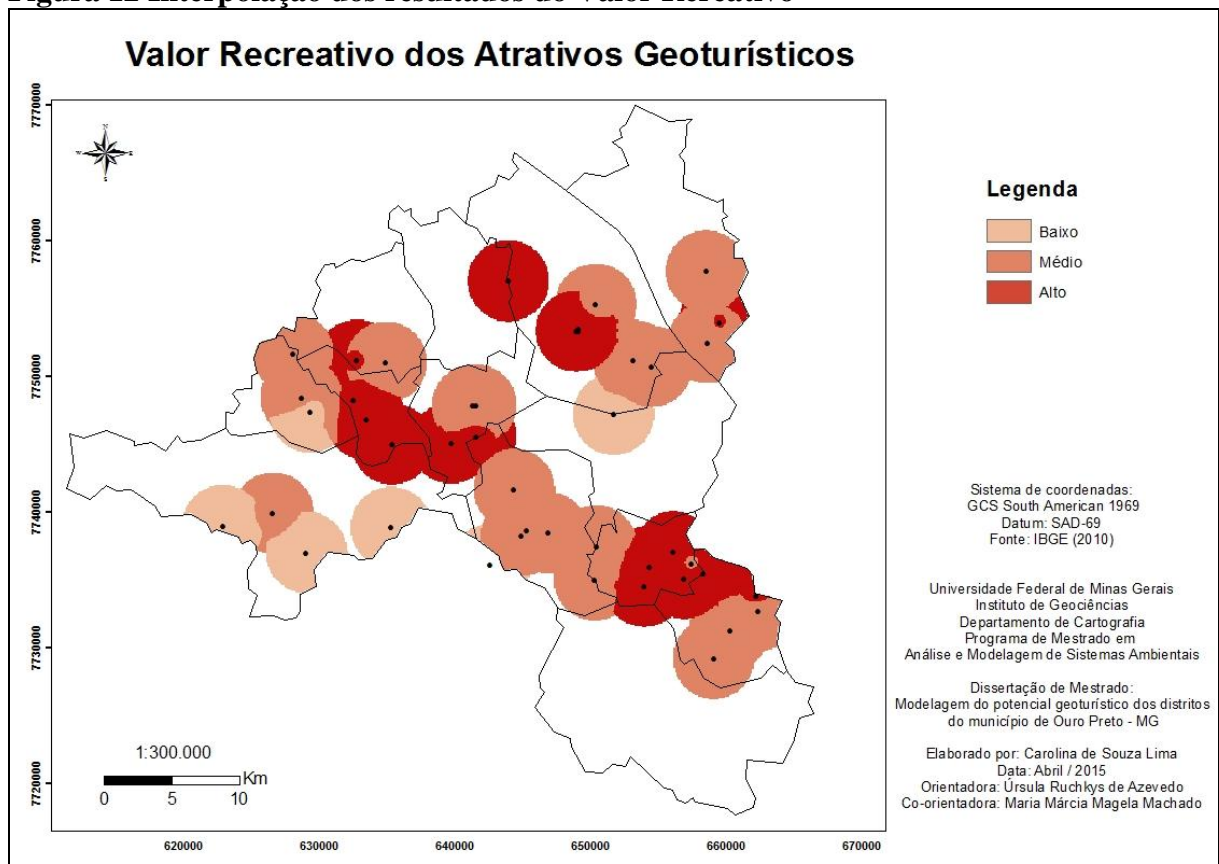 Figura 12 Interpolação dos resultados do Valor Recreativo
Valor Recreativo dos Atrativos Geoturísticos
7770000
7760000
7750000
7740000
7730000
7720000
N
W
E
S
1:300.000
Km
0 5 10
620000 630000 640000 650000 660000 670000
Legenda
Baixo
Médio
Alto
Sistema de coordenadas:
GCS South American 1969
Datum: SAD-69
Fonte: IBGE (2010)
Universidade Federal de Minas Gerais
Instituto de Geociências
Departamento de Cartografia
Programa de Mestrado em
Análise e Modelagem de Sistemas Ambientais
Dissertação de Mestrado:
Modelagem do potencial geoturístico dos distritos
do município de Ouro Preto - MG
Elaborado por: Carolina de Souza Lima
Data: Abril / 2015
Orientadora: Úrsula Ruchkys de Azevedo
Co-orientadora: Maria Márcia Magela Machado